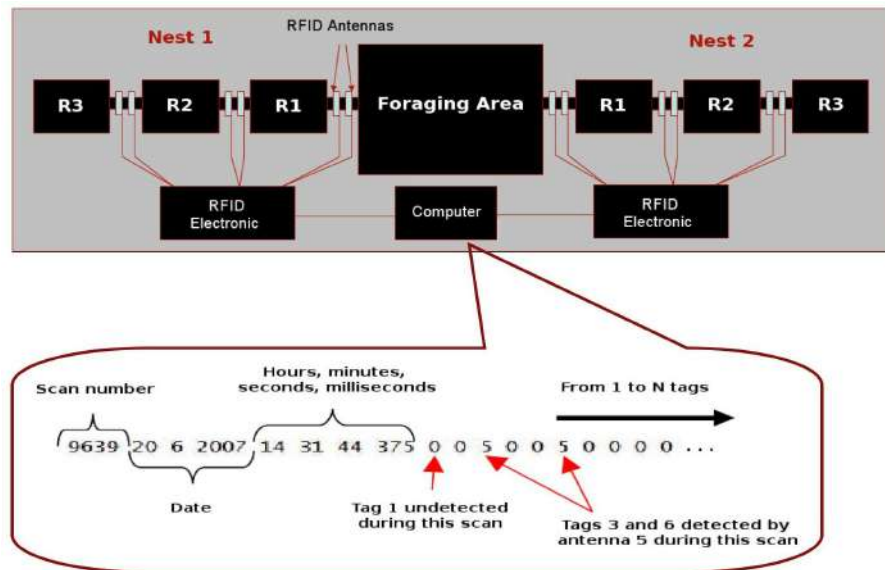 RFID Antennas
Nest 1
Nest 2
R3 R2 R1 Foraging Area R1 R2 R3
RFID
Electronic
Computer
RFID
Electronic
Hours, minutes,
seconds, milliseconds
Scan number
From 1 to N tags
9639 20 6 2007 14 31 44 375 0 0 5 0 0 5 0 0 0 0 ...
Date
Tag 1 undetected
during this scan
Tags 3 and 6 detected by
antenna 5 during this scan